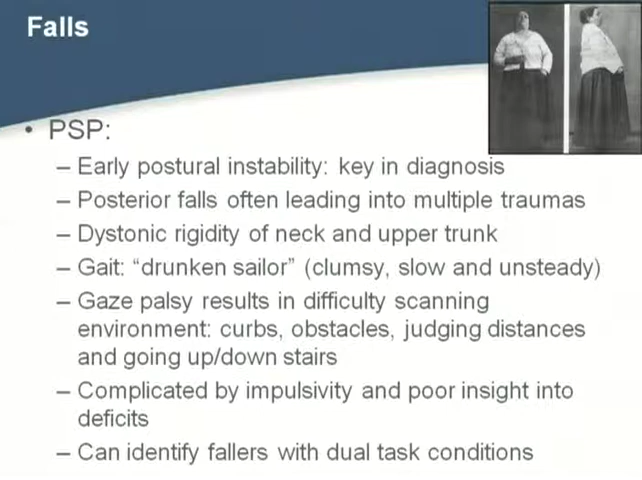 Falls
• PSP:
– Early postural instability: key in diagnosis
– Posterior falls often leading into multiple traumas
– Dystonic rigidity of neck and upper trunk
– Gait: “drunken sailor” (clumsy, slow and unsteady)
– Gaze palsy results in difficulty scanning
environment: curbs, obstacles, judging distances
and going up/down stairs
– Complicated by impulsivity and poor insight into
deficits
– Can identify fallers with dual task conditions